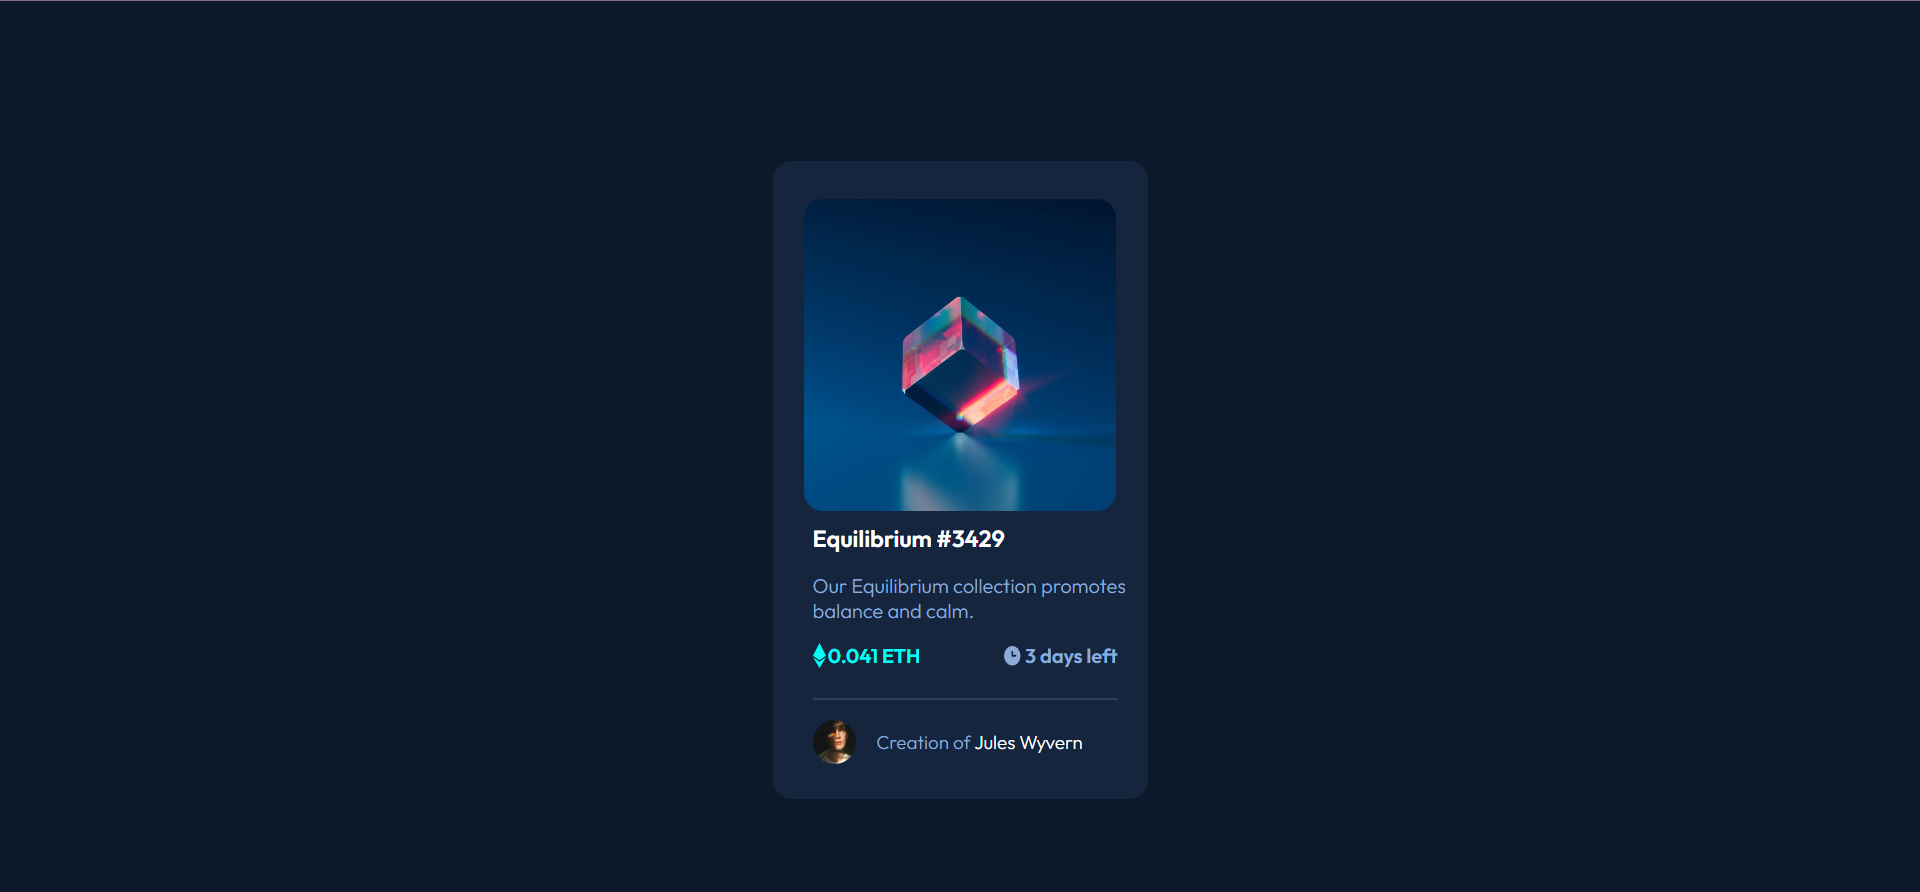 Equilibrium #3429
Our Equilibrium collection promotes
balance and calm.
0.041 ETH
3 days left
Creation of Jules Wyvern